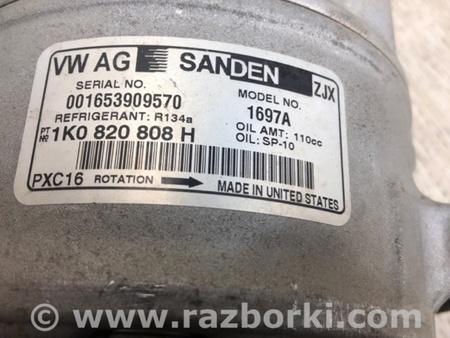 VW AG SANDEN ZJX
SERIAL NO. MODEL NO.
001653909570 1697A
REFRIGERANT: R134a OIL AMT: 110cc
PT NO 1K0 820 808 H OIL: SP-10
PXC16 ROTATION MADE IN UNITED STATES
www.razborki.com